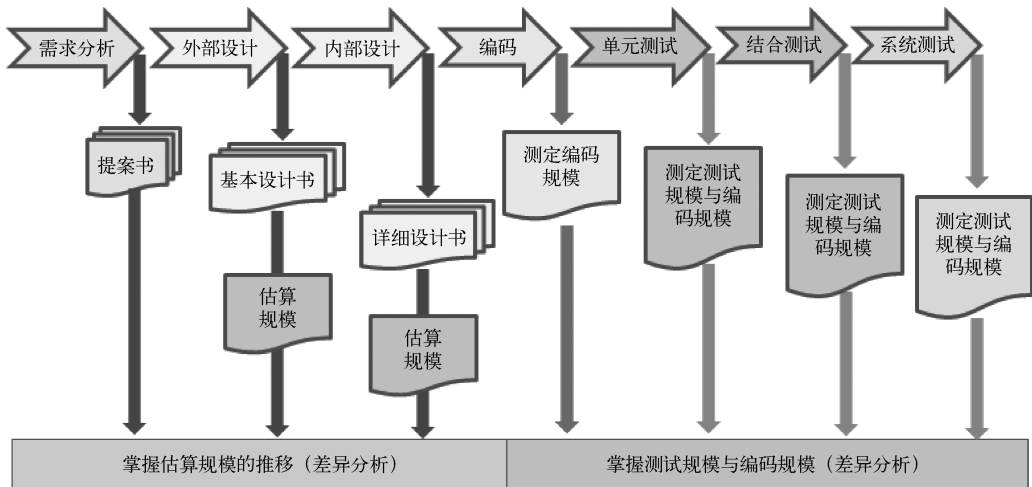 需求分析
外部设计
内部设计
编码
单元测试
结合测试
系统测试
提案书
基本设计书
详细设计书
估算
规模
估算
规模
测定编码
规模
测定测试
规模与编
码规模
测定测试
规模与编
码规模
测定测试
规模与编
码规模
掌握估算规模的推移（差异分析）
掌握测试规模与编码规模（差异分析）